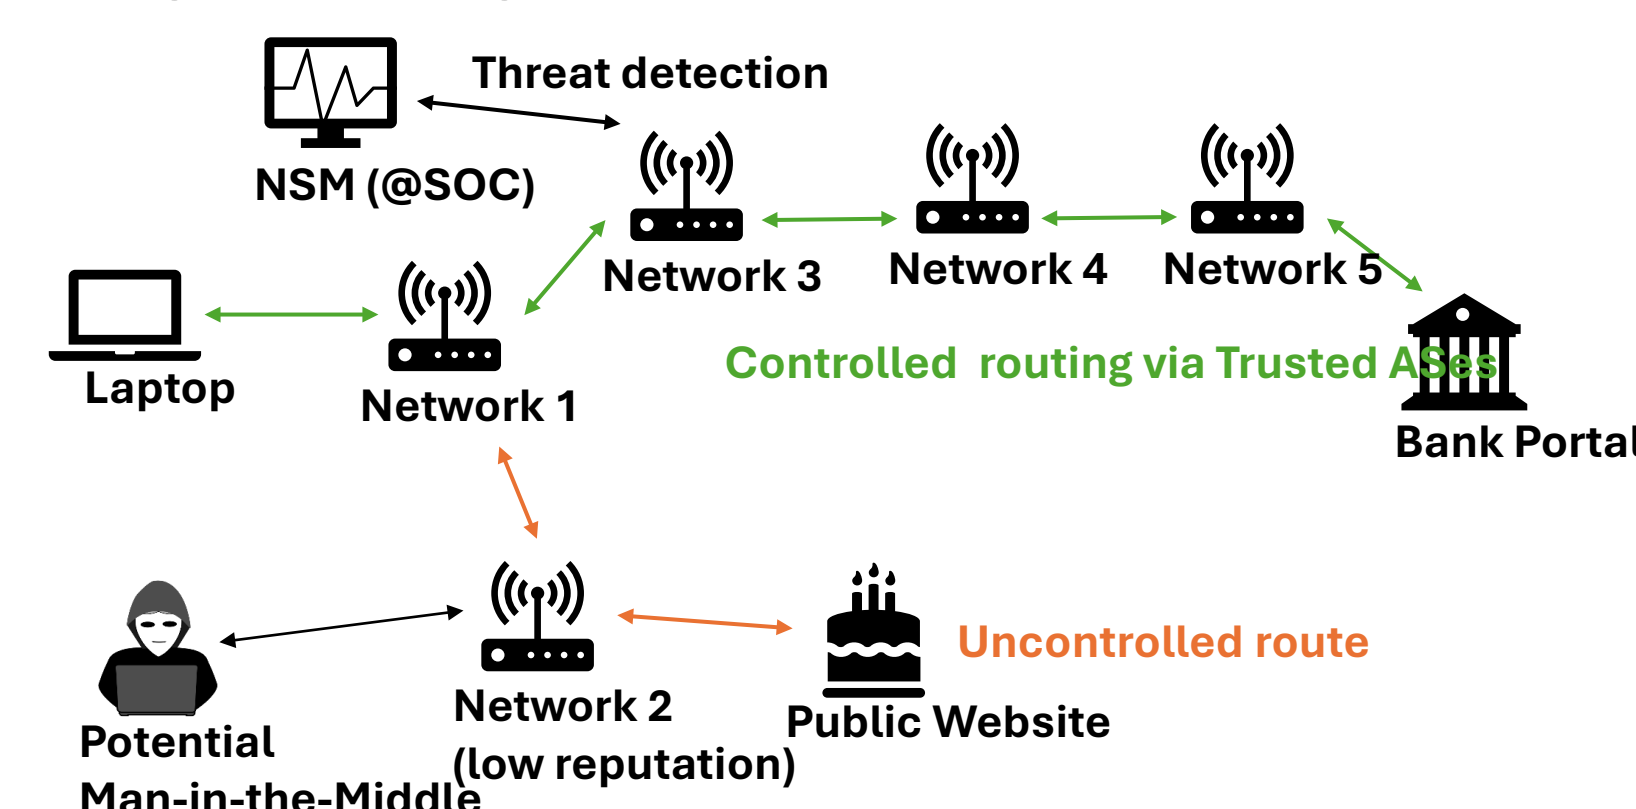 Threat detection
NSM (@SOC)
Network 3
Network 4
Network 5
Laptop
Network 1
Controlled  routing via Trusted ASes
Bank Portal
Uncontrolled route
Network 2
(low reputation)
Public Website
Potential
Man-in-the-Middle